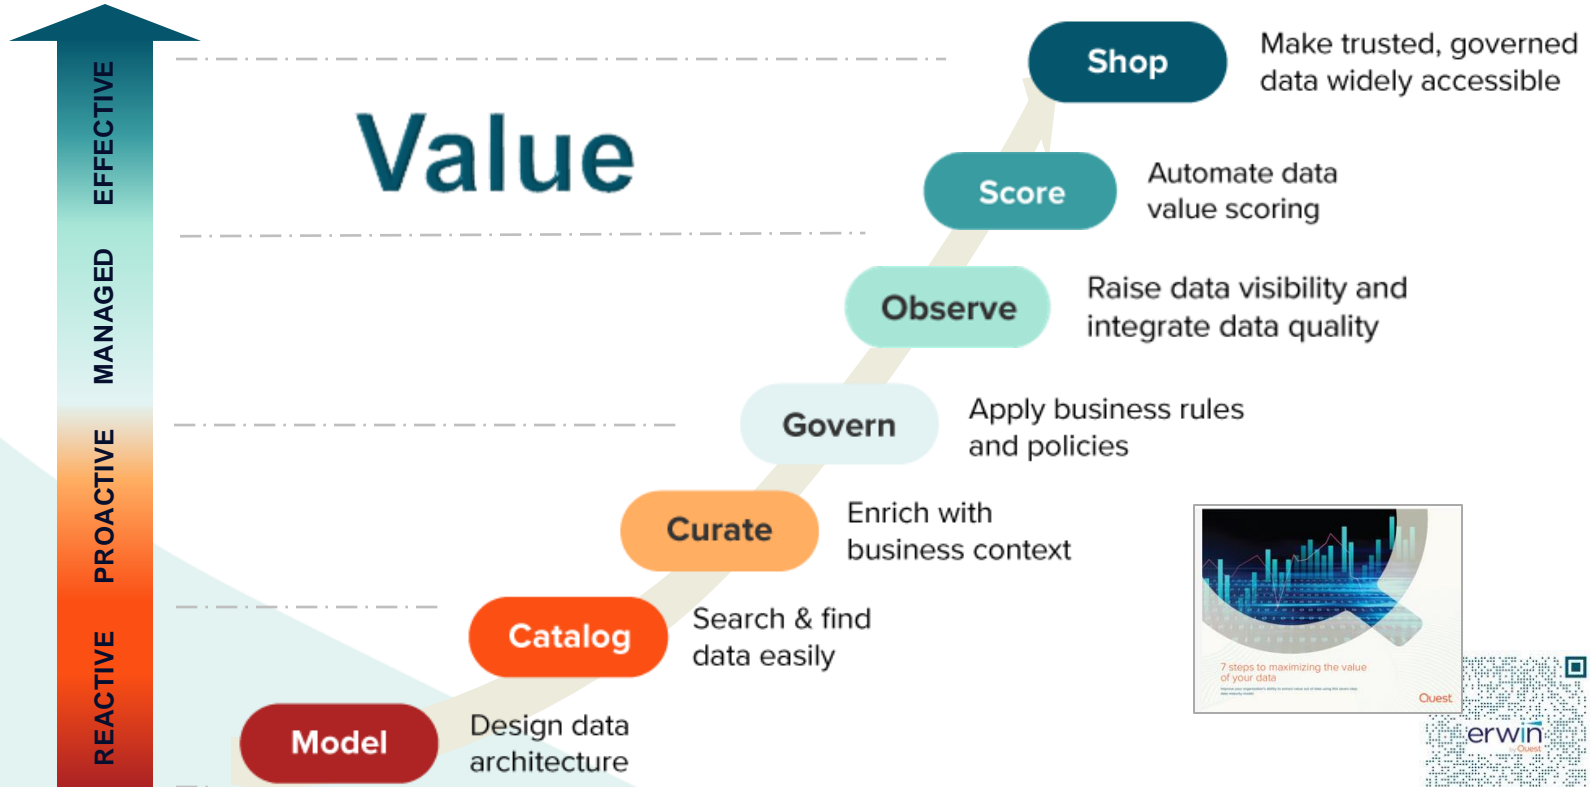 EFFECTIVE
MANAGED
PROACTIVE
REACTIVE
Value
Shop
Make trusted, governed
data widely accessible
Score
Automate data
value scoring
Observe
Raise data visibility and
integrate data quality
Govern
Apply business rules
and policies
Curate
Enrich with
business context
Catalog
Search & find
data easily
Model
Design data
architecture
7 steps to maximizing the value
of your data
Quest
erwin
by Quest